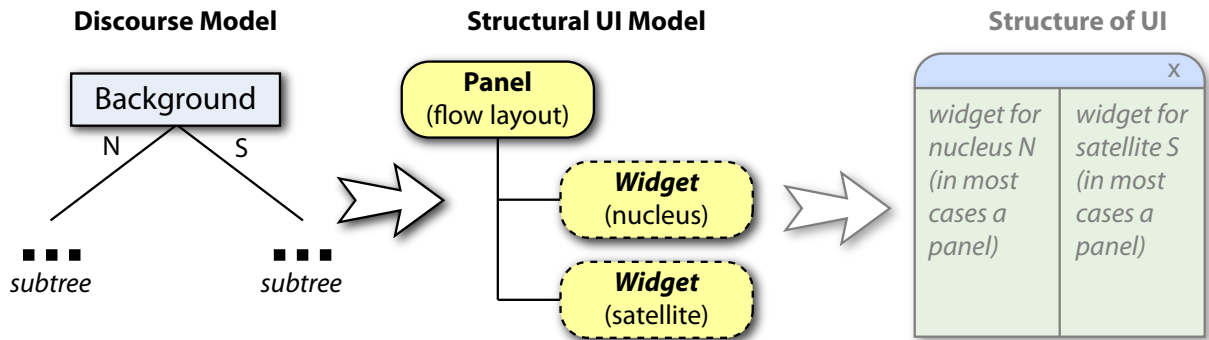 Discourse Model
Background
N
S
subtree
subtree
Structural UI Model
Panel
(flow layout)
Widget
(nucleus)
Widget
(satellite)
Structure of UI
x
widget for
nucleus N
(in most
cases a
panel)
widget for
satellite S
(in most
cases a
panel)